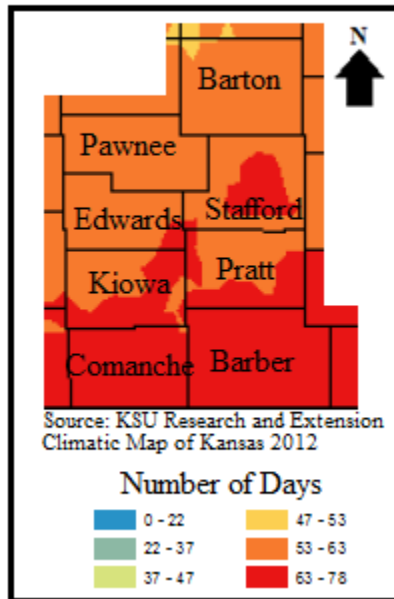 N
Barton
Pawnee
Stafford
Edwards
Kiowa
Pratt
Comanche
Barber
Source: KSU Research and Extension
Climatic Map of Kansas 2012
Number of Days
0 - 22
47 - 53
22 - 37
53 - 63
37 - 47
63 - 78